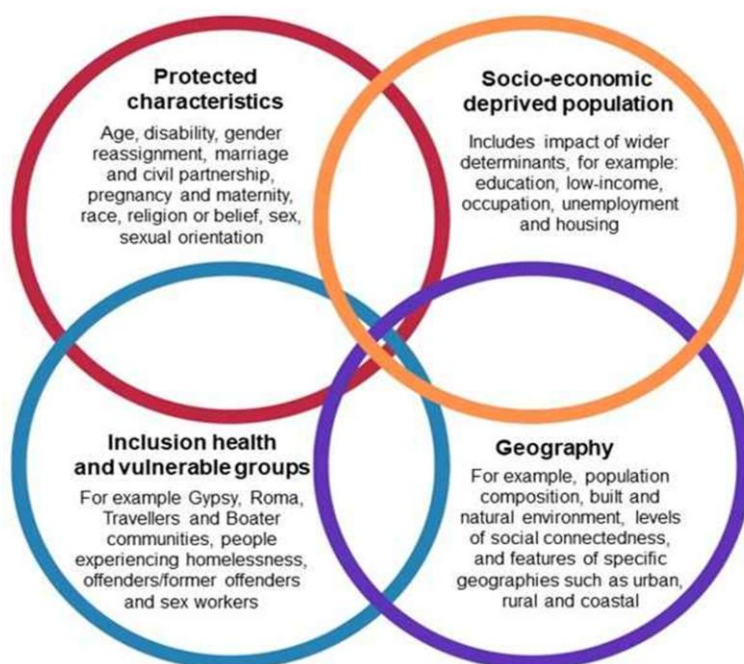 Protected
characteristics
Age, disability, gender
reassignment, marriage
and civil partnership,
pregnancy and maternity,
race, religion or belief, sex,
sexual orientation
Socio-economic
deprived population
Includes impact of wider
determinants, for example:
education, low-income,
occupation, unemployment
and housing
Inclusion health
and vulnerable groups
For example Gypsy, Roma,
Travellers and Boater
communities, people
experiencing homelessness,
offenders/former offenders
and sex workers
Geography
For example, population
composition, built and
natural environment, levels
of social connectedness,
and features of specific
geographies such as urban,
rural and coastal